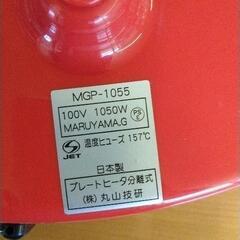 MGP-1055
100V 1050W
MARUYAMA.G
PS E
JET 温度ヒューズ 157℃
日本製
プレートヒータ分離式
(株) 丸山技研